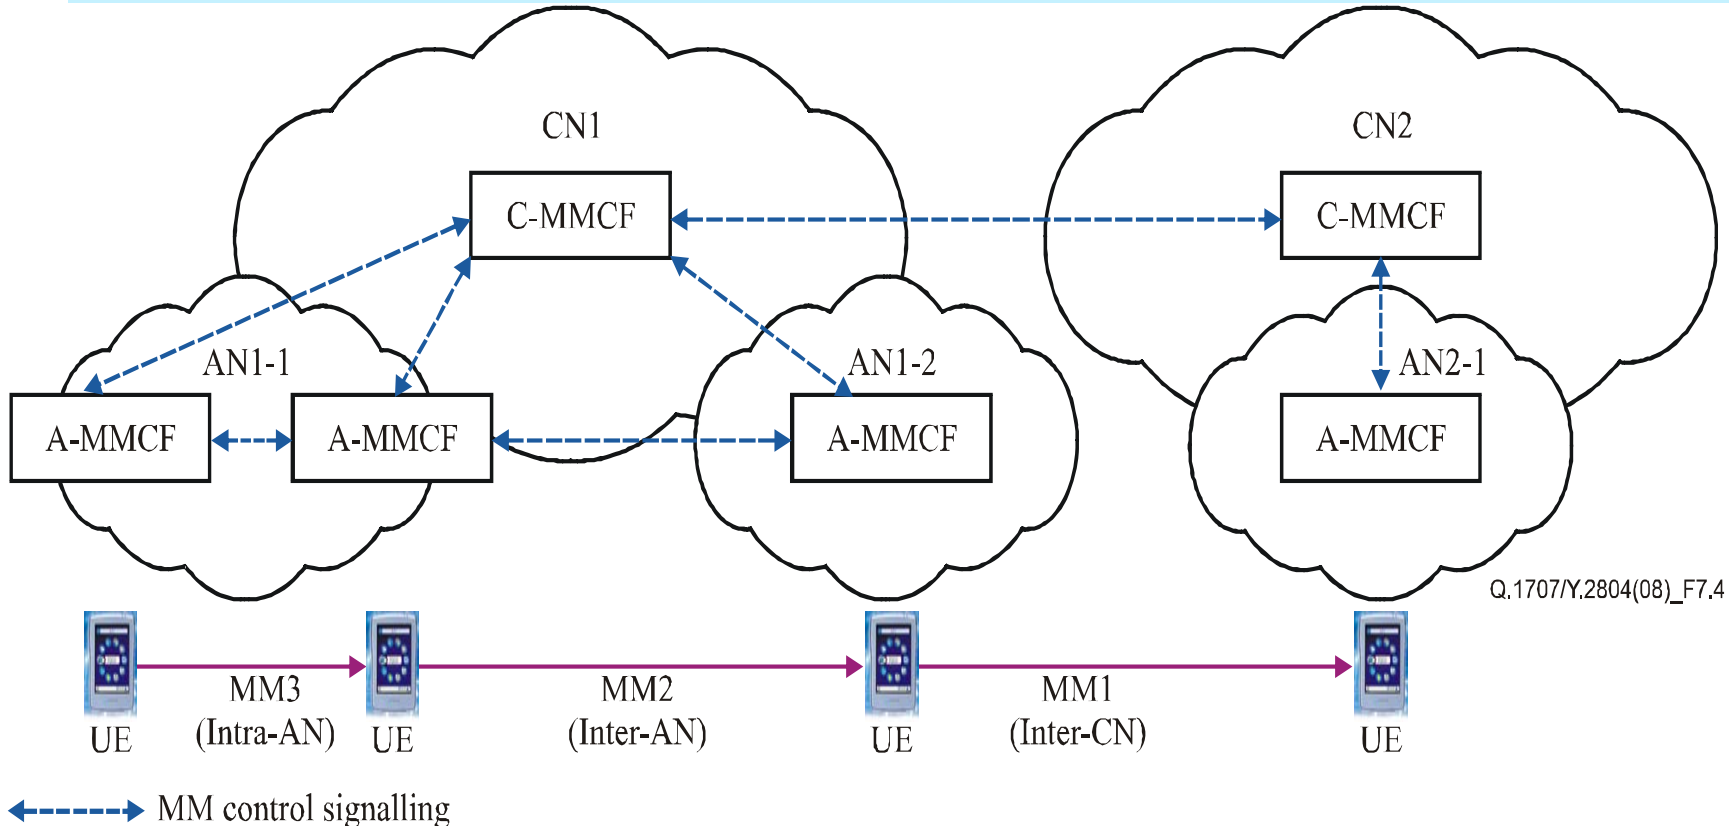 CN1
CN2
C-MMCF
C-MMCF
AN1-1
AN1-2
AN2-1
A-MMCF
A-MMCF
A-MMCF
A-MMCF
Q.1707/Y.2804(08)_F7.4
MM3
(Intra-AN)
MM2
(Inter-AN)
MM1
(Inter-CN)
UE
UE
UE
UE
MM control signalling